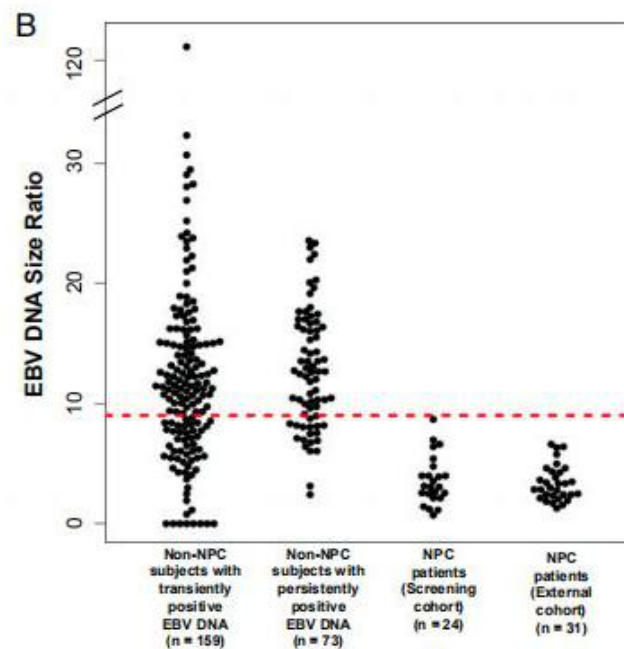 B
120
30
20
10
0
EBV DNA Size Ratio
Non-NPC
subjects with
transiently
positive
EBV DNA
(n = 159)
Non-NPC
subjects with
persistently
positive
EBV DNA
(n = 73)
NPC
patients
(Screening
cohort)
(n = 24)
NPC
patients
(External
cohort)
(n = 31)